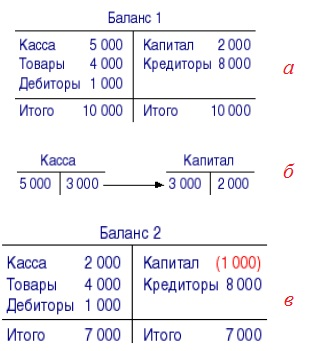 Баланс 1
Касса 5 000 Капитал 2 000
Товары 4 000 Кредиторы 8 000
Дебиторы 1 000
а
Итого 10 000 Итого 10 000
Касса Капитал
5 000 3 000 3 000 2 000
б
Баланс 2
Касса 2 000 Капитал (1 000)
Товары 4 000 Кредиторы 8 000
Дебиторы 1 000
в
Итого 7 000 Итого 7 000